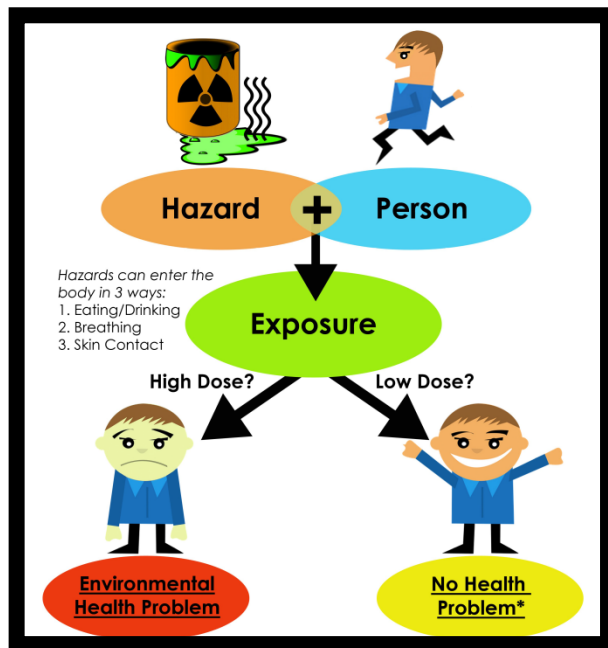 Hazard + Person
Hazards can enter the
body in 3 ways:
1. Eating/Drinking
2. Breathing
3. Skin Contact
Exposure
High Dose?
Low Dose?
Environmental
Health Problem
No Health
Problem*